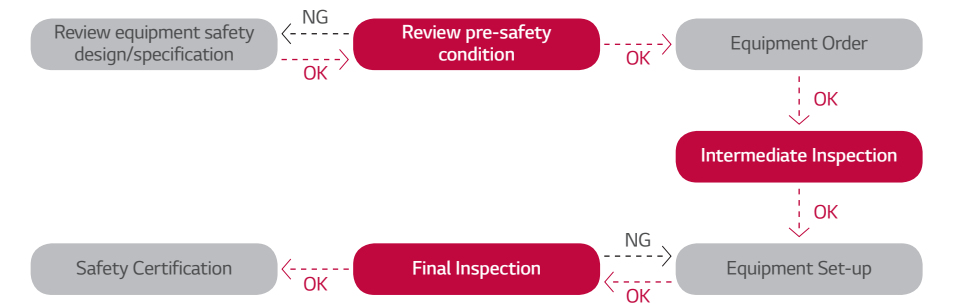 NG
Review equipment safety
design/specification
OK
Review pre-safety
condition
OK
Equipment Order
OK
Intermediate Inspection
OK
Safety Certification
OK
Final Inspection
NG
OK
Equipment Set-up